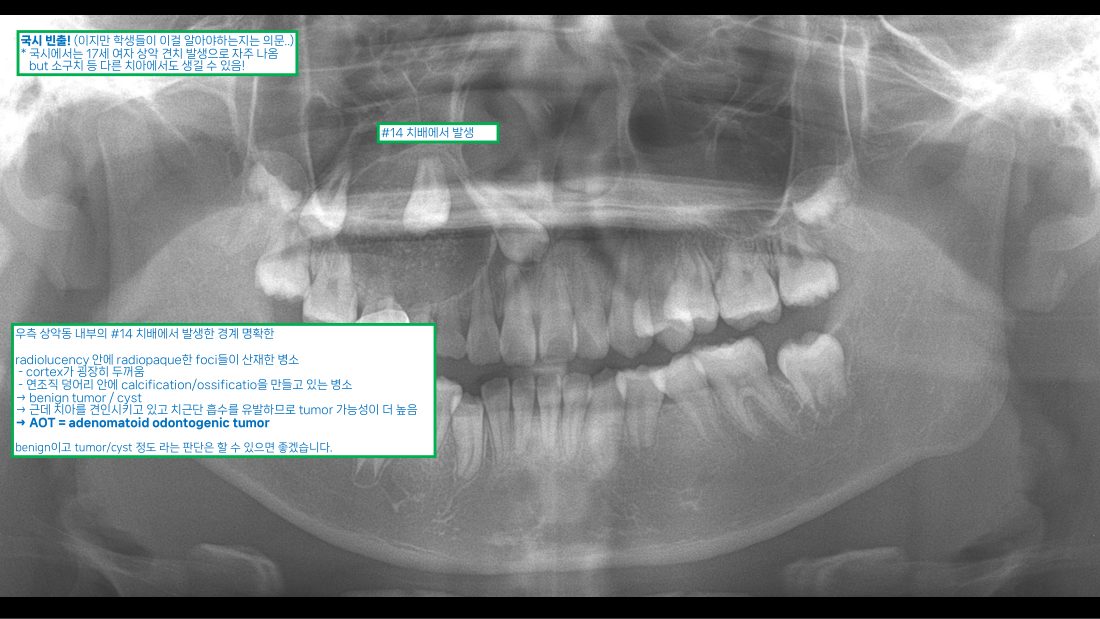 국시 빈출! (이지만 학생들이 이걸 알아야하는지는 의문..)
* 국시에서는 17세 여자 상악 견치 발생으로 자주 나옴
but 소구치 등 다른 치아에서도 생길 수 있음!
#14 치배에서 발생
우측 상악동 내부의 #14 치배에서 발생한 경계 명확한
radiolucency 안에 radiopaque한 foci들이 산재한 병소
- cortex가 굉장히 두꺼움
- 연조직 덩어리 안에 calcification/ossificatio을 만들고 있는 병소
→ benign tumor / cyst
→ 근데 치아를 견인시키고 있고 치근단 흡수를 유발하므로 tumor 가능성이 더 높음
→ AOT = adenomatoid odontogenic tumor
benign이고 tumor/cyst 정도 라는 판단은 할 수 있으면 좋겠습니다.